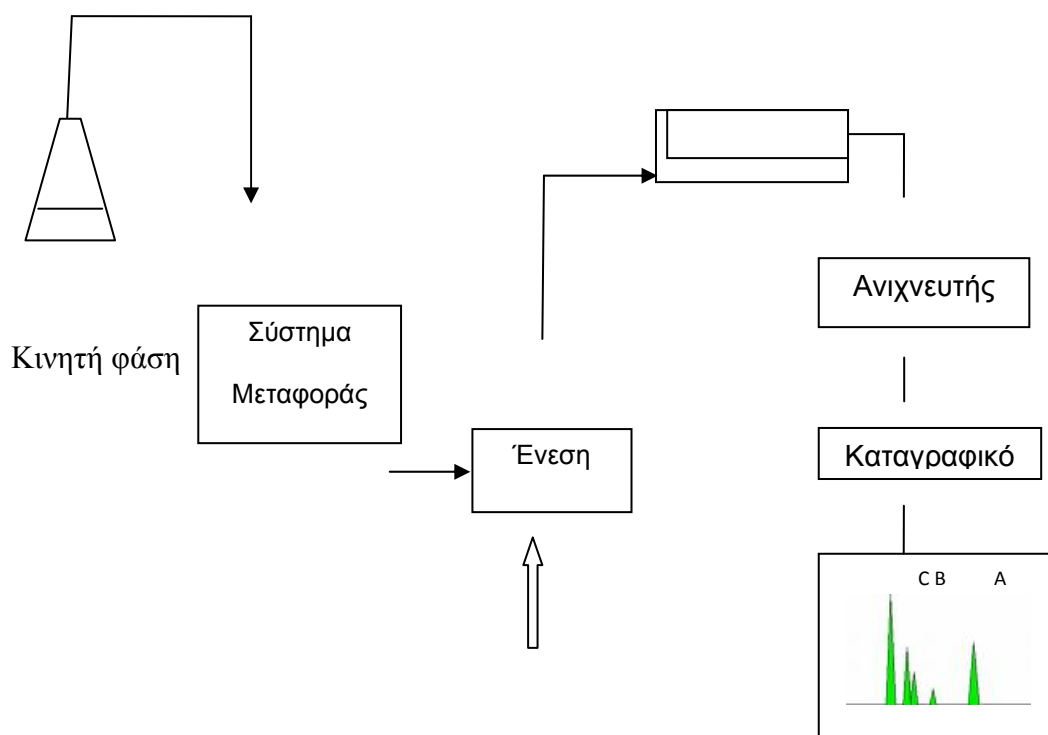 Κινητή φάση
Σύστημα
Μεταφοράς
Ένεση
Ανιχνευτής
Καταγραφικό
C B A